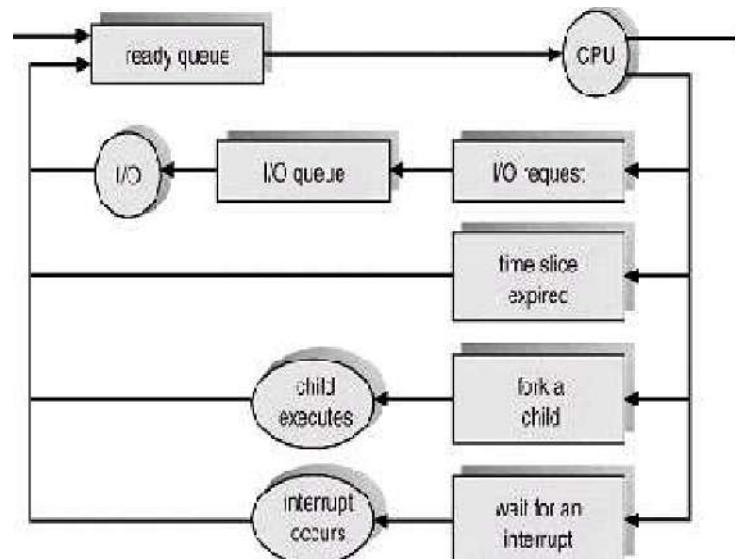 ready queue
CPU
I/O
I/O queue
I/O request
time slice
expired
child
executes
fork a
child
interrupt
occurs
wait for an
interrupt